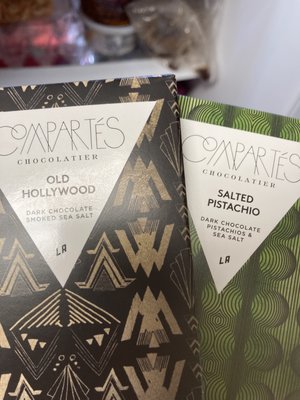 COMPARTÉS
CHOCOLATIER
OLD
HOLLYWOOD
DARK CHOCOLATE
SMOKED SEA SALT
LA
COMPARTÉS
CHOCOLATIER
SALTED
PISTACHIO
DARK CHOCOLATE
PISTACHIOS &
SEA SALT
LA